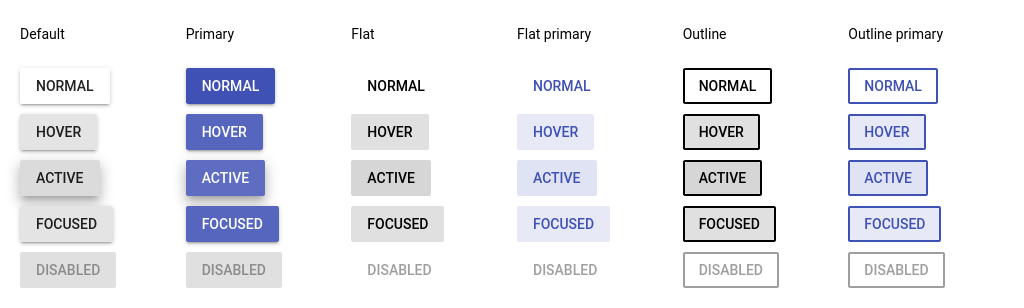 Default Primary Flat Flat primary Outline Outline primary
NORMAL NORMAL NORMAL NORMAL NORMAL NORMAL
HOVER HOVER HOVER HOVER HOVER HOVER
ACTIVE ACTIVE ACTIVE ACTIVE ACTIVE ACTIVE
FOCUSED FOCUSED FOCUSED FOCUSED FOCUSED FOCUSED
DISABLED DISABLED DISABLED DISABLED DISABLED DISABLED